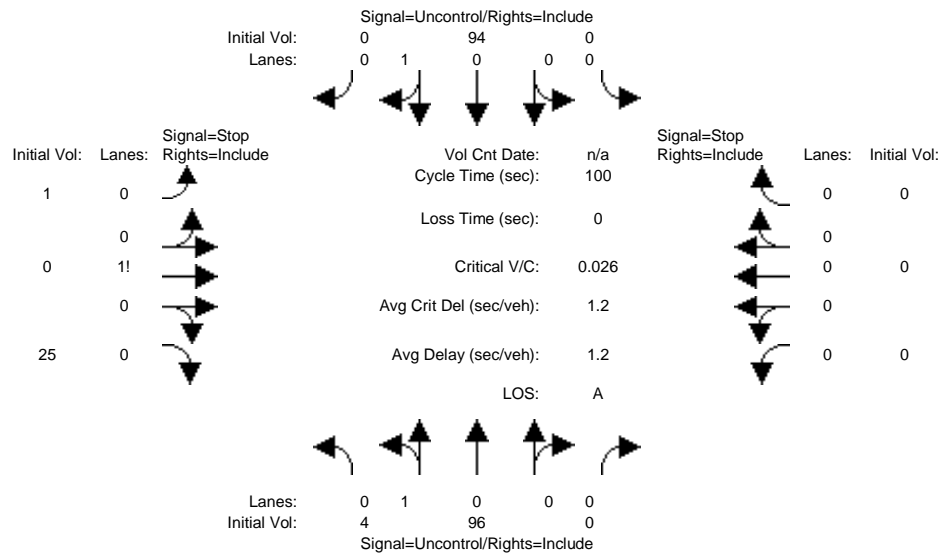 Signal=Uncontrol/Rights=Include
Initial Vol: 0 94 0
Lanes: 0 1 0 0 0
Signal=Stop Signal=Stop
Initial Vol: Lanes: Rights=Include Vol Cnt Date: n/a Rights=Include Lanes: Initial Vol:
Cycle Time (sec): 100
1 0 0 0
Loss Time (sec): 0
0 0
0 1! Critical V/C: 0.026 0 0
0 Avg Crit Del (sec/veh): 1.2 0
25 0 Avg Delay (sec/veh): 1.2 0 0
LOS: A
Lanes: 0 1 0 0 0
Initial Vol: 4 96 0
Signal=Uncontrol/Rights=Include